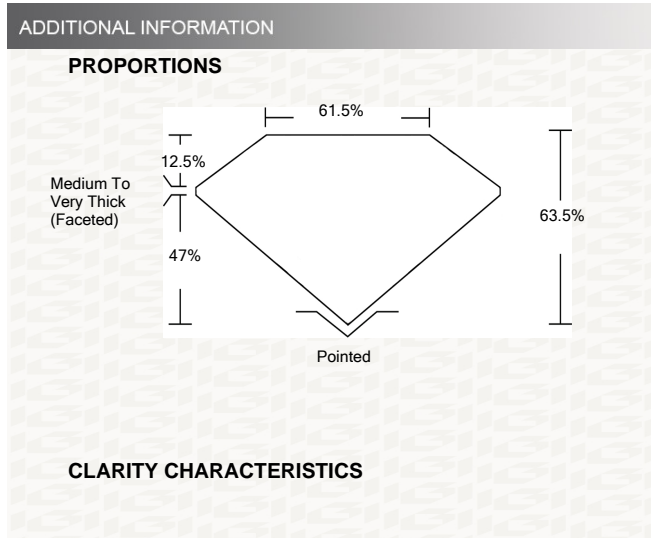 ADDITIONAL INFORMATION
PROPORTIONS
61.5%
12.5%
Medium To
Very Thick
(Faceted)
63.5%
47%
Pointed
CLARITY CHARACTERISTICS